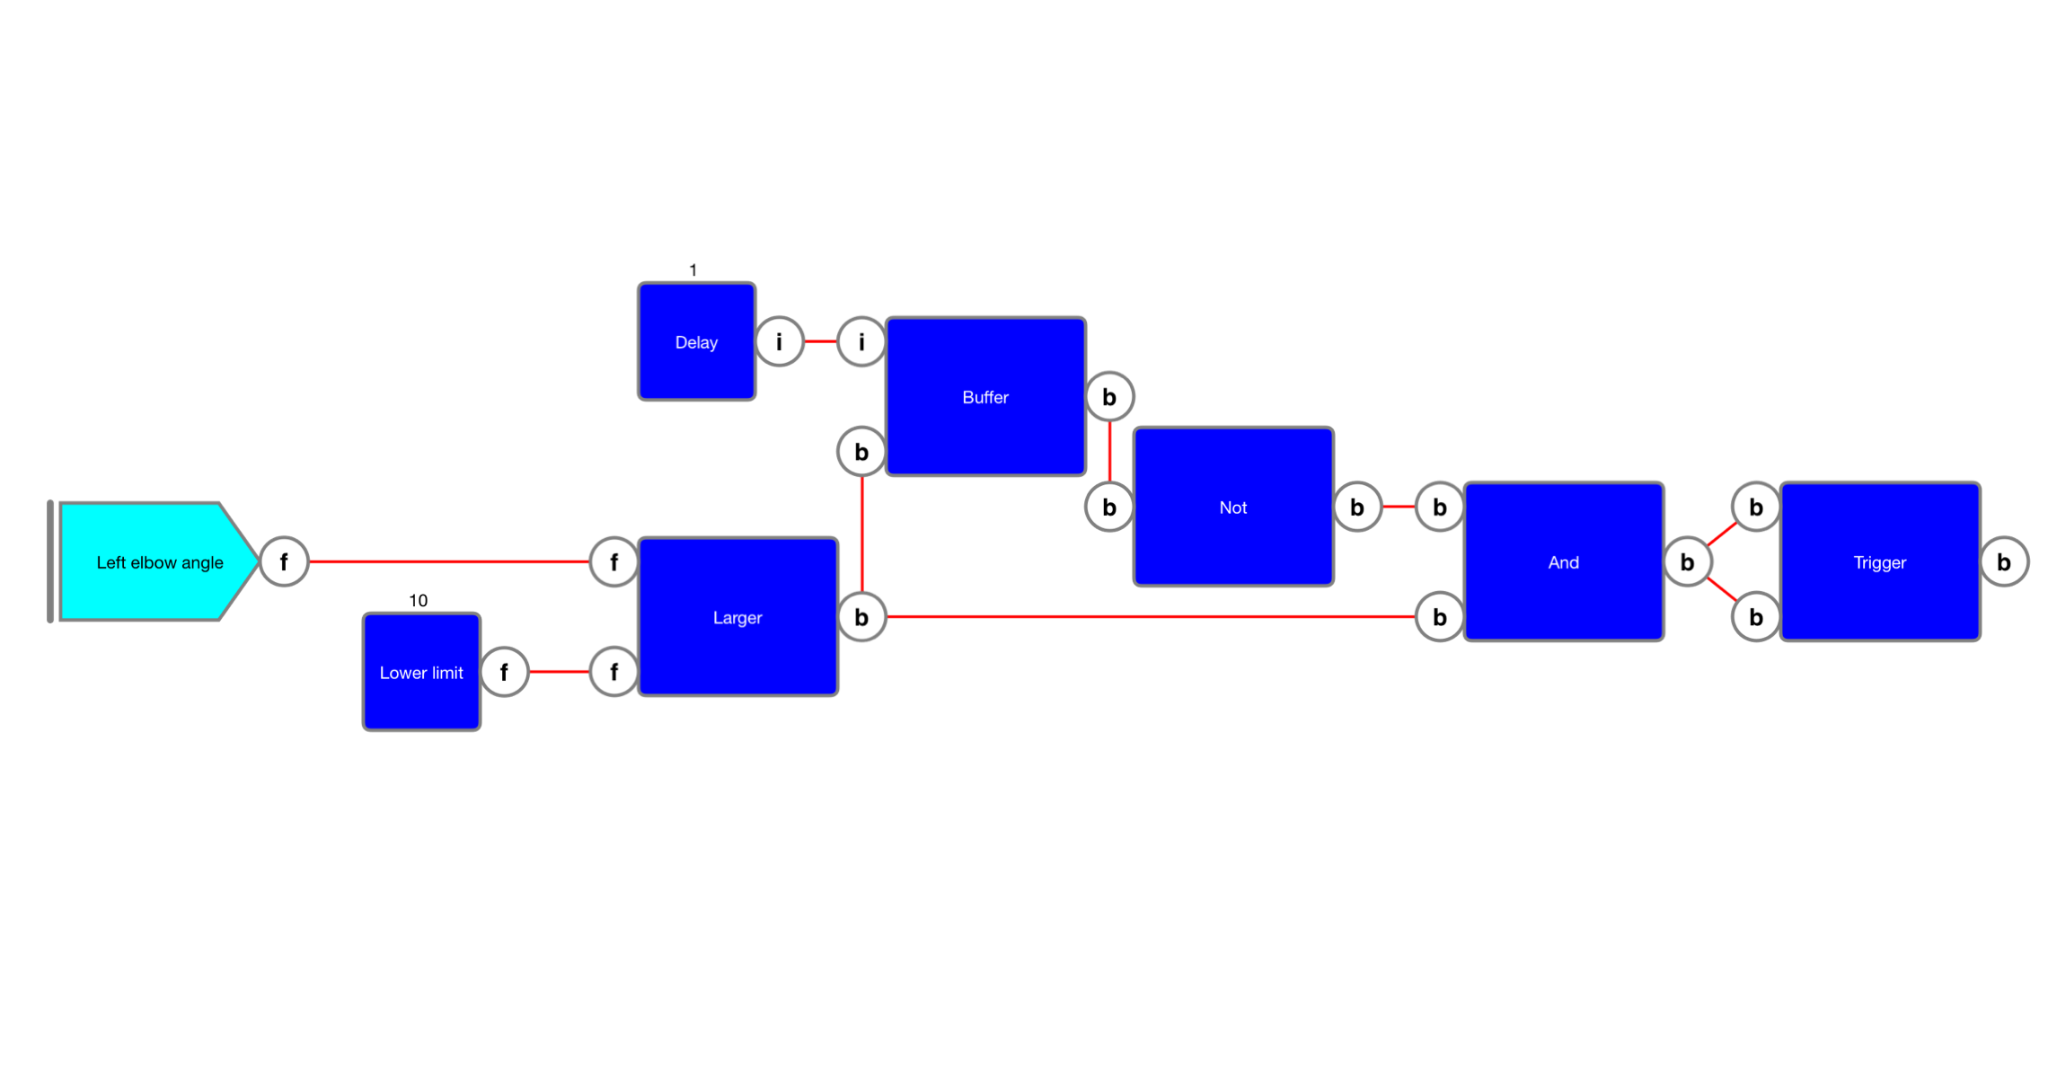 1
Delay
i
i
Buffer
b
b
b
Not
b
b
Left elbow angle
f
f
Larger
b
b
And
b
b
b
Trigger
b
10
Lower limit
f
f